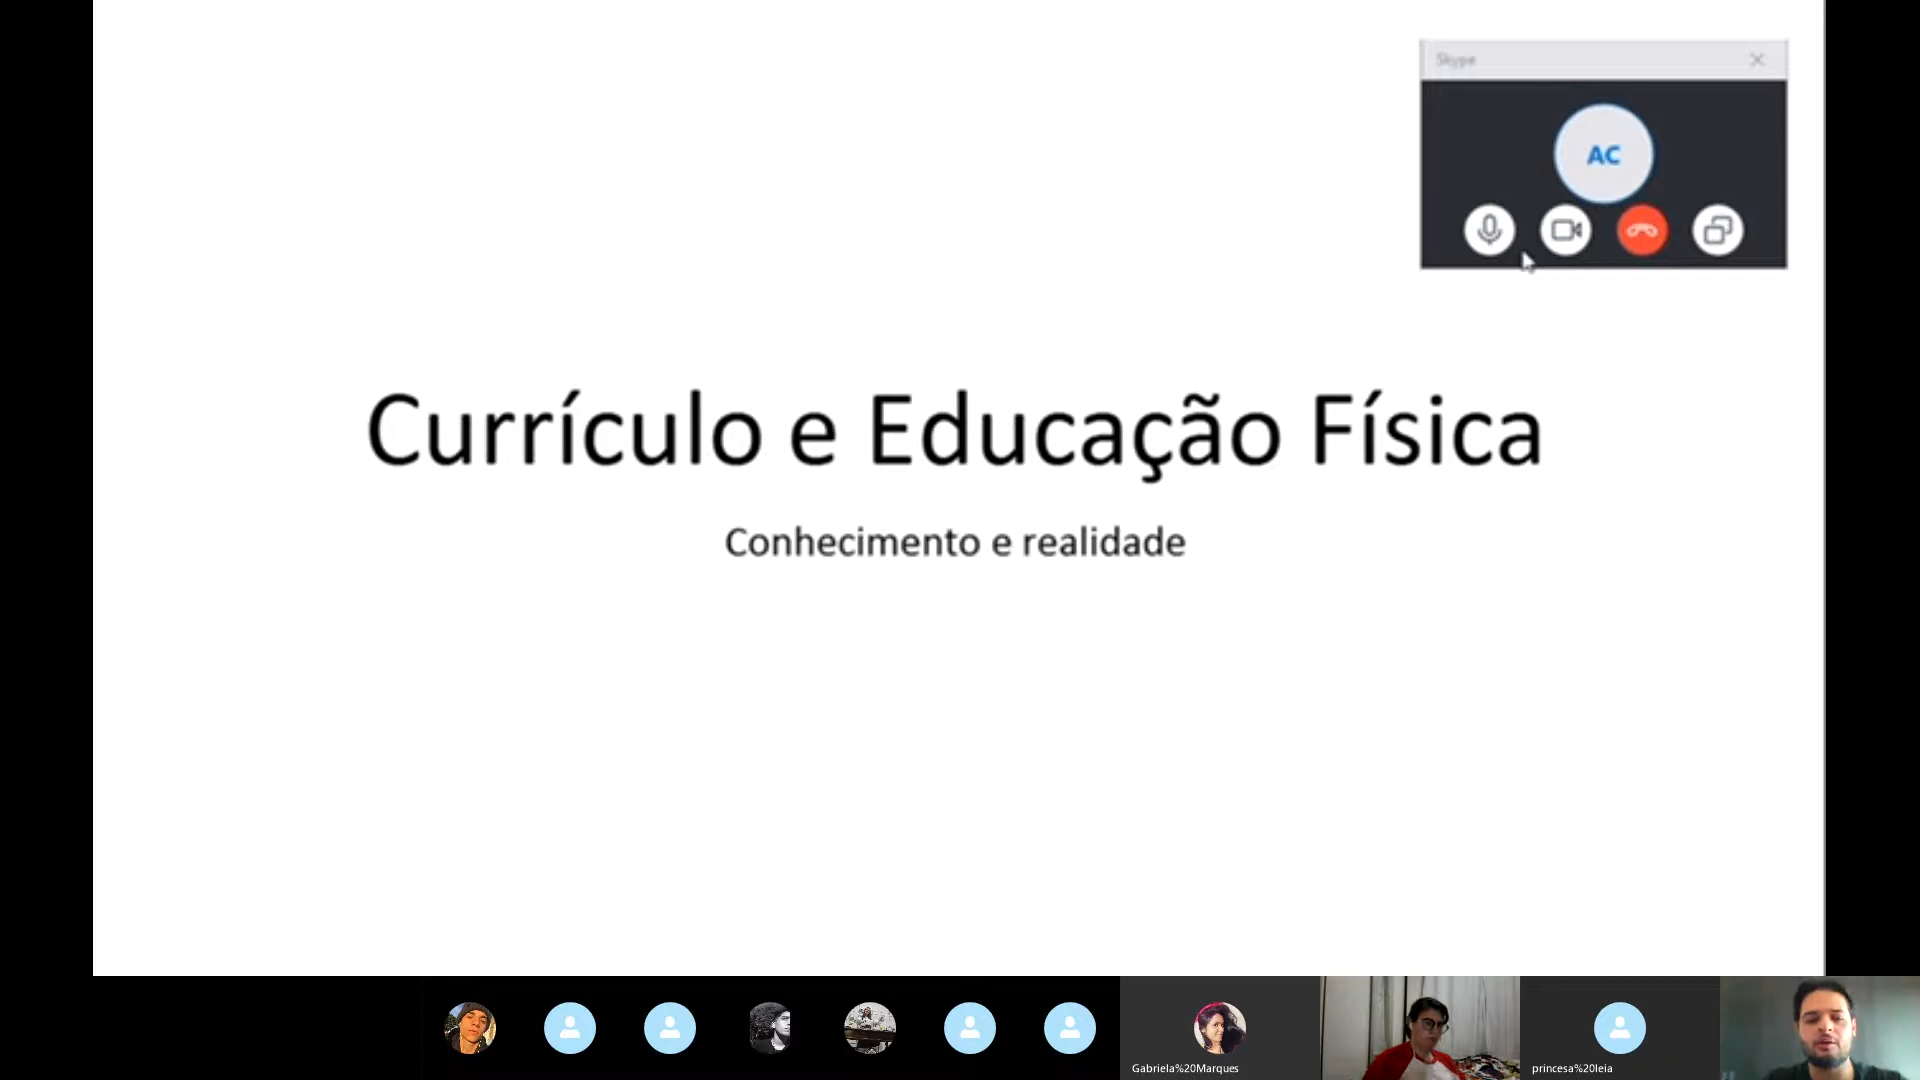 Skype
AC
Currículo e Educação Física
Conhecimento e realidade
Gabriela%20Marques
princesa%20leia